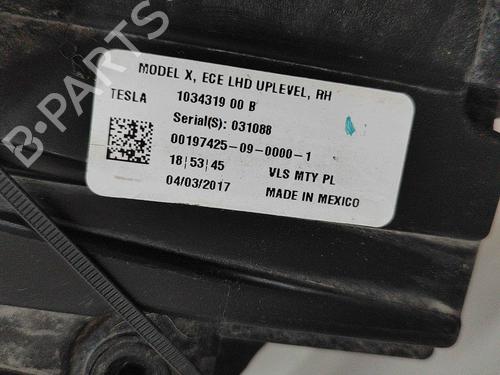 MODEL X, ECE LHD UPLEVEL, RH
TESLA 1034319 00 B
Serial(S): 031088
00197425-09-0000-1
18|53|45 VLS MTY PL
04/03/2017 MADE IN MEXICO
B-PARTS